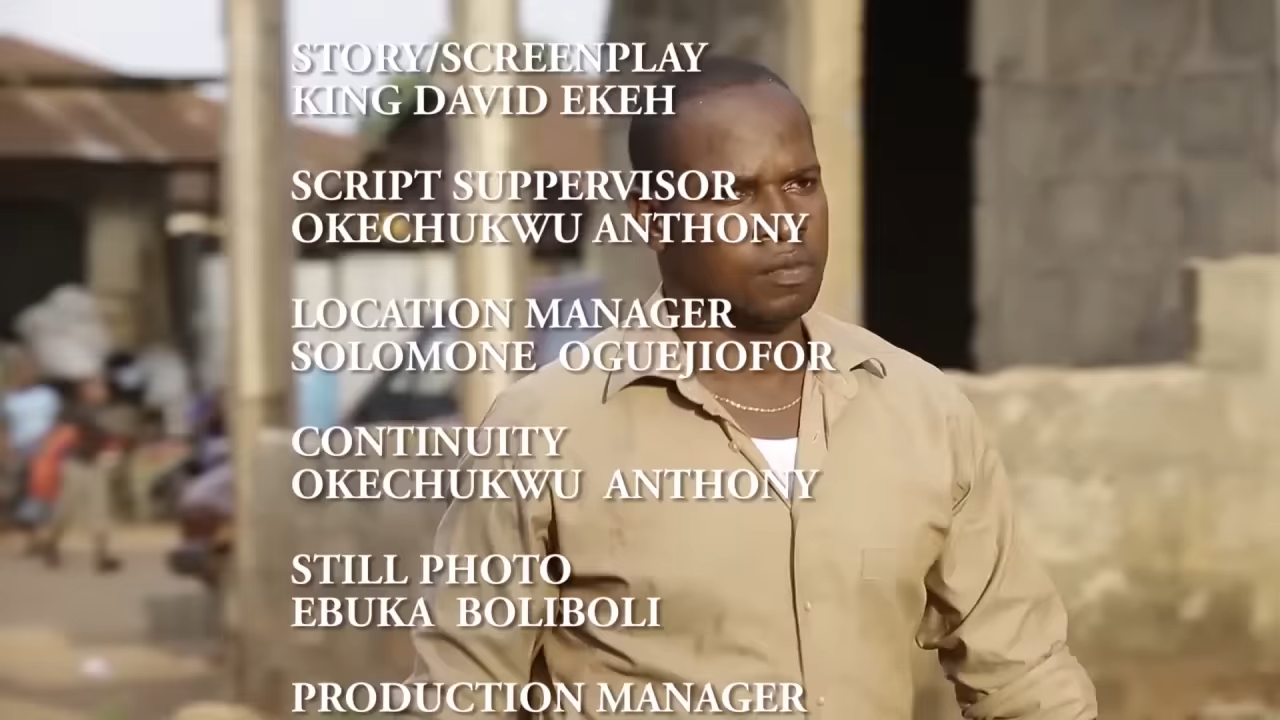 STORY/SCREENPLAY
KING DAVID EKEH
SCRIPT SUPPERVISOR
OKECHUKWU ANTHONY
LOCATION MANAGER
SOLOMONE OGUEJIOFOR
CONTINUITY
OKECHUKWU ANTHONY
STILL PHOTO
EBUKA BOLIBOLI
PRODUCTION MANAGER